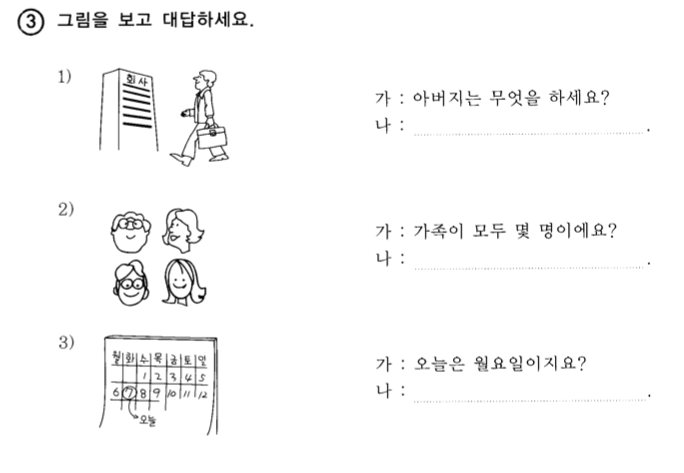 ③ 그림을 보고 대답하세요.
1)
회사
가 : 아버지는 무엇을 하세요?
나 : .
2)
가 : 가족이 모두 몇 명이에요?
나 : .
3)
월 화 수 목 금 토 일
1 2 3 4 5
6 7 8 9 10 11 12
오늘
가 : 오늘은 월요일이지요?
나 : .